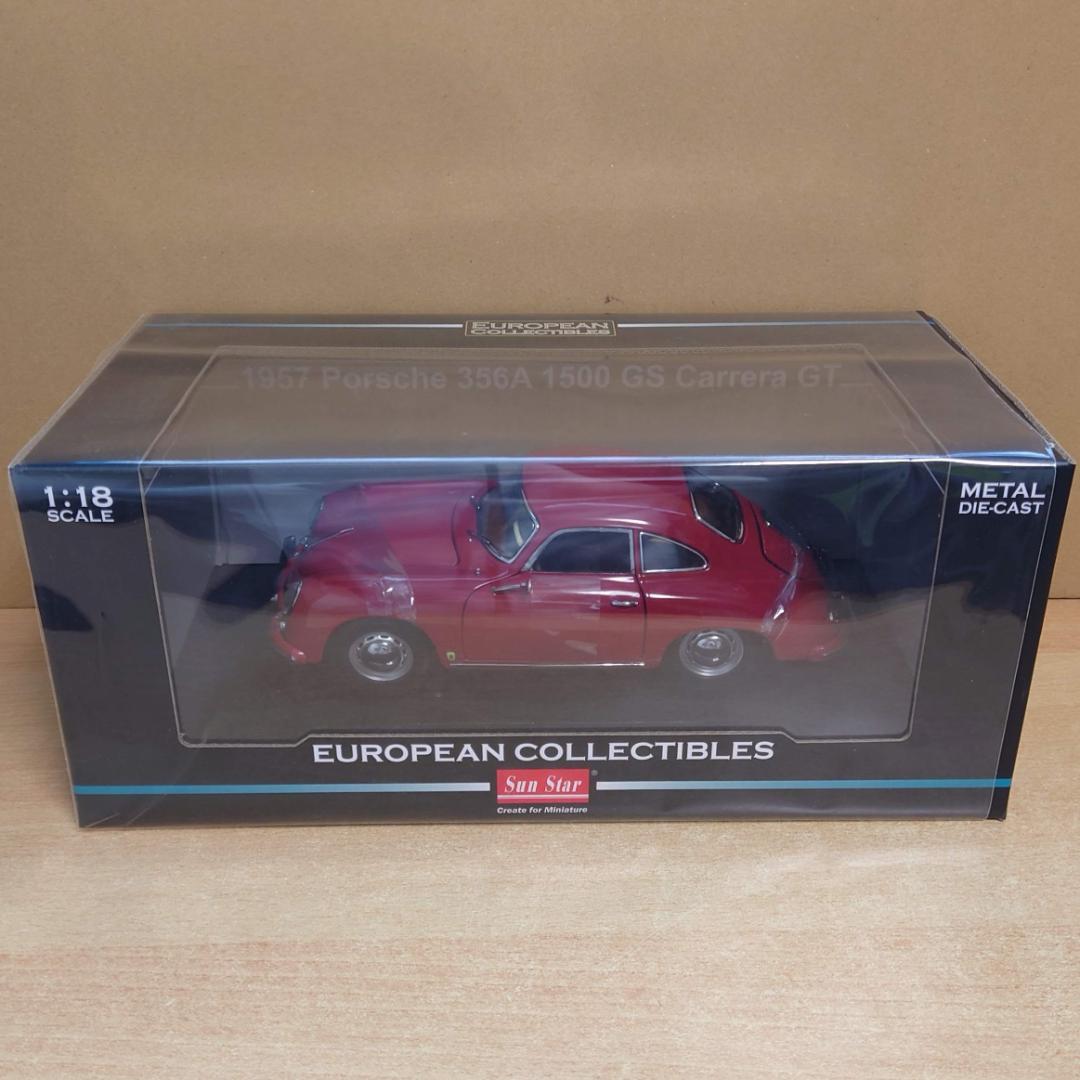 EUROPEAN
COLLECTIBLES
1957 Porsche 356A 1500 GS Carrera GT
1:18
SCALE
METAL
DIE-CAST
EUROPEAN COLLECTIBLES
Sun Star®
Create for Miniature